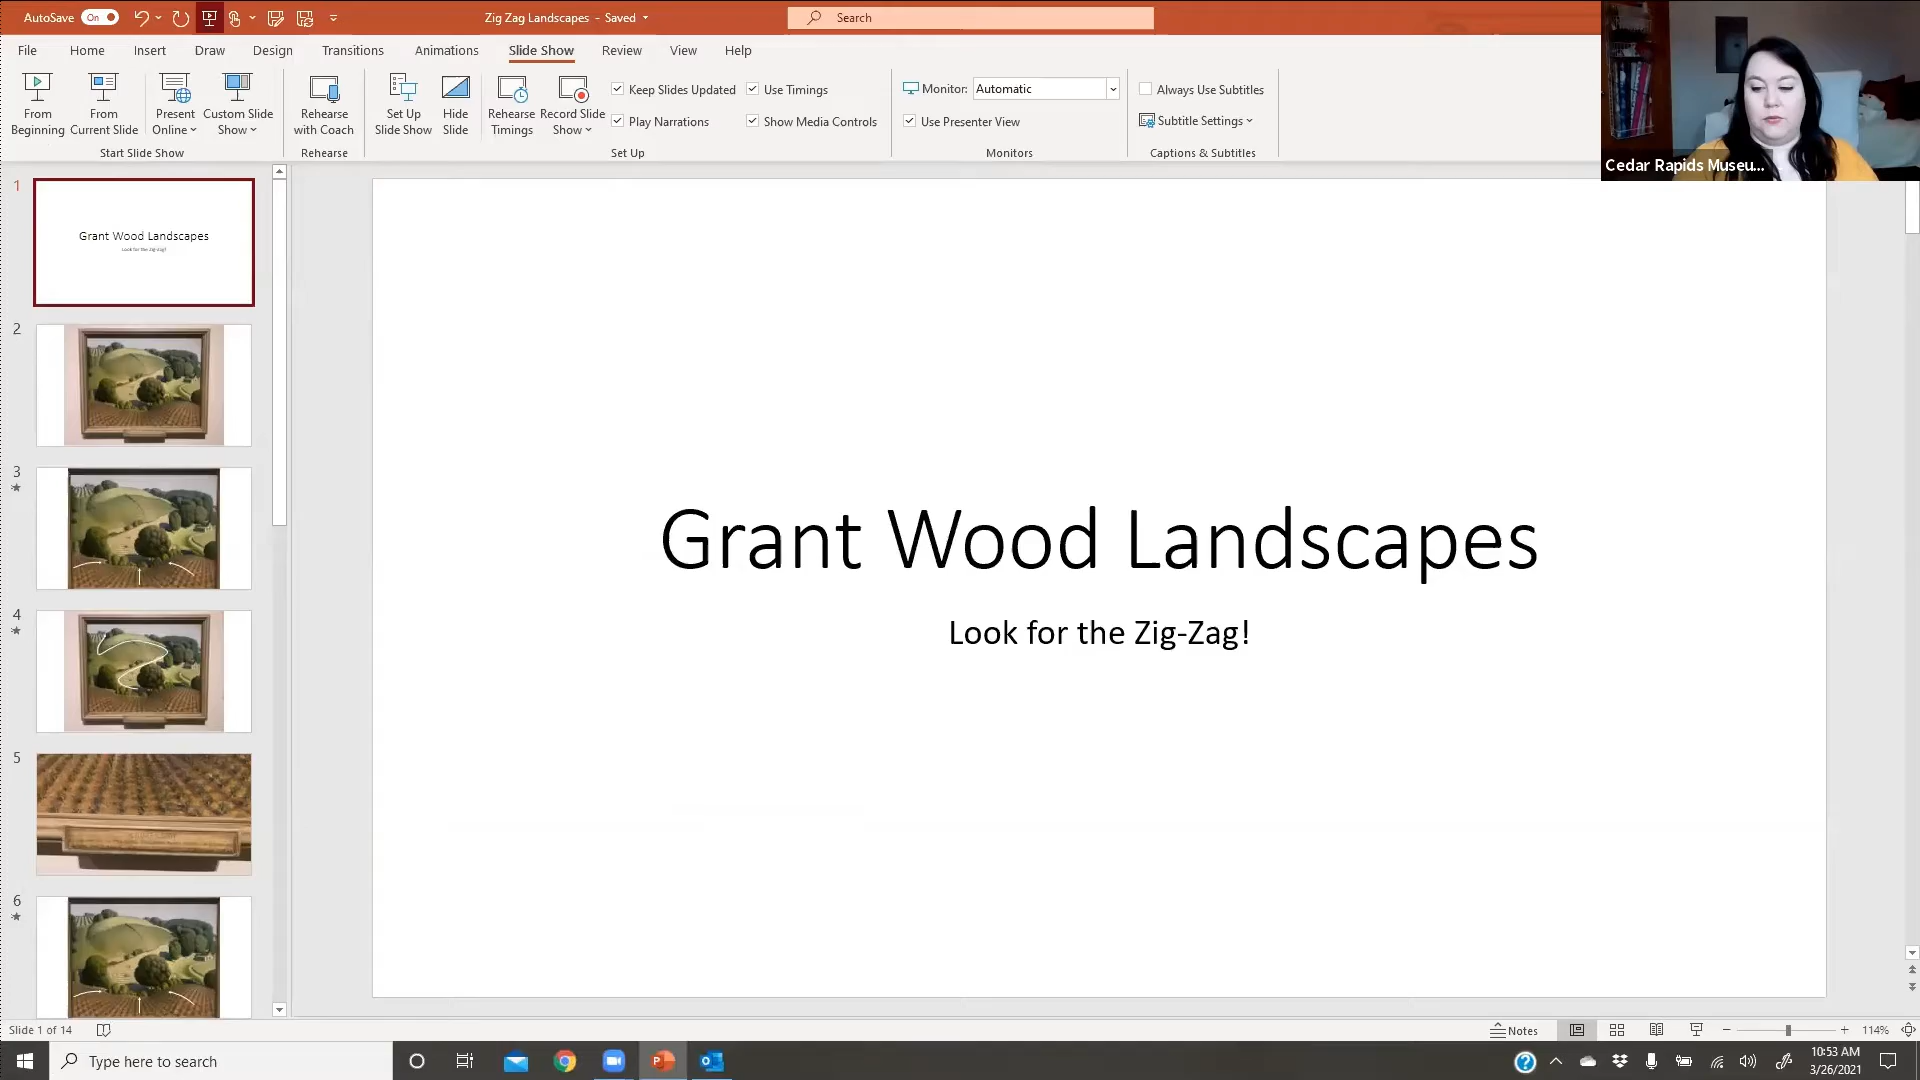 AutoSave On
Zig Zag Landscapes - Saved
Search
File Home Insert Draw Design Transitions Animations Slide Show Review View Help
From Beginning
From Current Slide
Present Online
Custom Slide Show
Start Slide Show
Rehearse with Coach
Rehearse
Set Up Slide Show
Hide Slide
Rehearse Timings
Record Slide Show
Keep Slides Updated
Play Narrations
Use Timings
Show Media Controls
Set Up
Monitor: Automatic
Use Presenter View
Monitors
Always Use Subtitles
Subtitle Settings
Captions & Subtitles
Cedar Rapids Museu...
1
Grant Wood Landscapes
Look for the Zig-Zag!
2
3
4
5
6
Grant Wood Landscapes
Look for the Zig-Zag!
Slide 1 of 14
Notes
114%
Type here to search
10:53 AM
3/26/2021